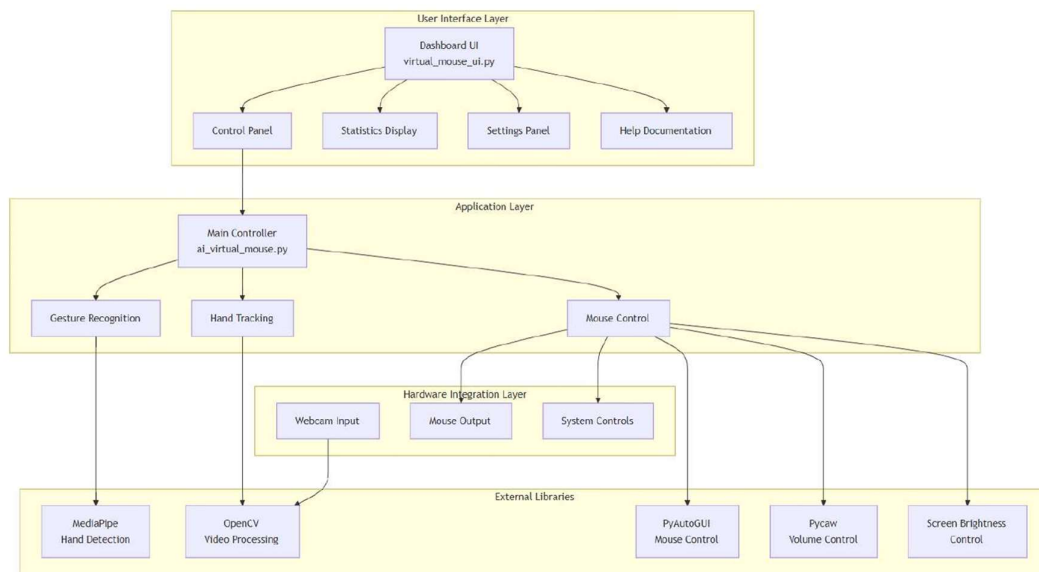 User Interface Layer
Dashboard UI
virtual_mouse_ui.py
Control Panel
Statistics Display
Settings Panel
Help Documentation
Application Layer
Main Controller
ai_virtual_mouse.py
Gesture Recognition
Hand Tracking
Mouse Control
Hardware Integration Layer
Webcam Input
Mouse Output
System Controls
External Libraries
MediaPipe
Hand Detection
OpenCV
Video Processing
PyAutoGUI
Mouse Control
Pycaw
Volume Control
Screen Brightness
Control